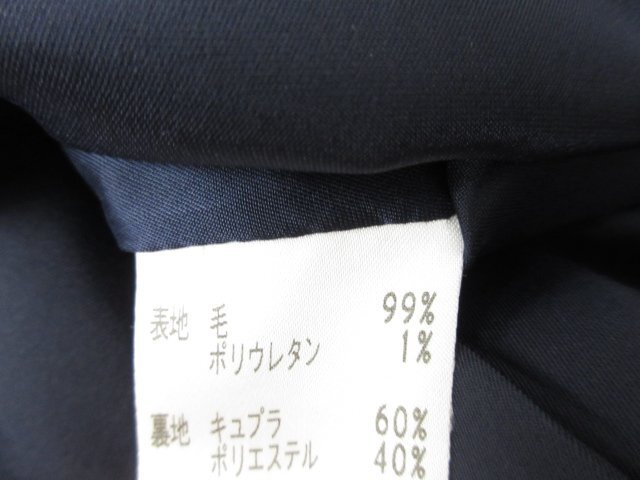 表地 毛 99%
ポリウレタン 1%
裏地 キュプラ 60%
ポリエステル 40%